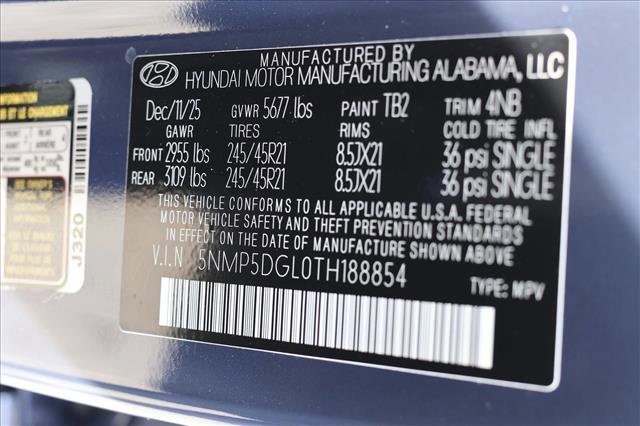 MANUFACTURED BY
HYUNDAI MOTOR MANUFACTURING ALABAMA, LLC
Dec/11/25 GVWR 5677 lbs PAINT TB2 TRIM 4NB
GAWR TIRES RIMS COLD TIRE INFL
FRONT 2955 lbs 245/45R21 8.5JX21 36 psi SINGLE
REAR 3109 lbs 245/45R21 8.5JX21 36 psi SINGLE
THIS VEHICLE CONFORMS TO ALL APPLICABLE U.S.A. FEDERAL
MOTOR VEHICLE SAFETY AND THEFT PREVENTION STANDARDS
IN EFFECT ON THE DATE OF MANUFACTURE SHOWN ABOVE
V.I.N 5NMP5DGL0TH188854
TYPE: MPV
INFORMATION
REAR
ARRIÈRE
J320